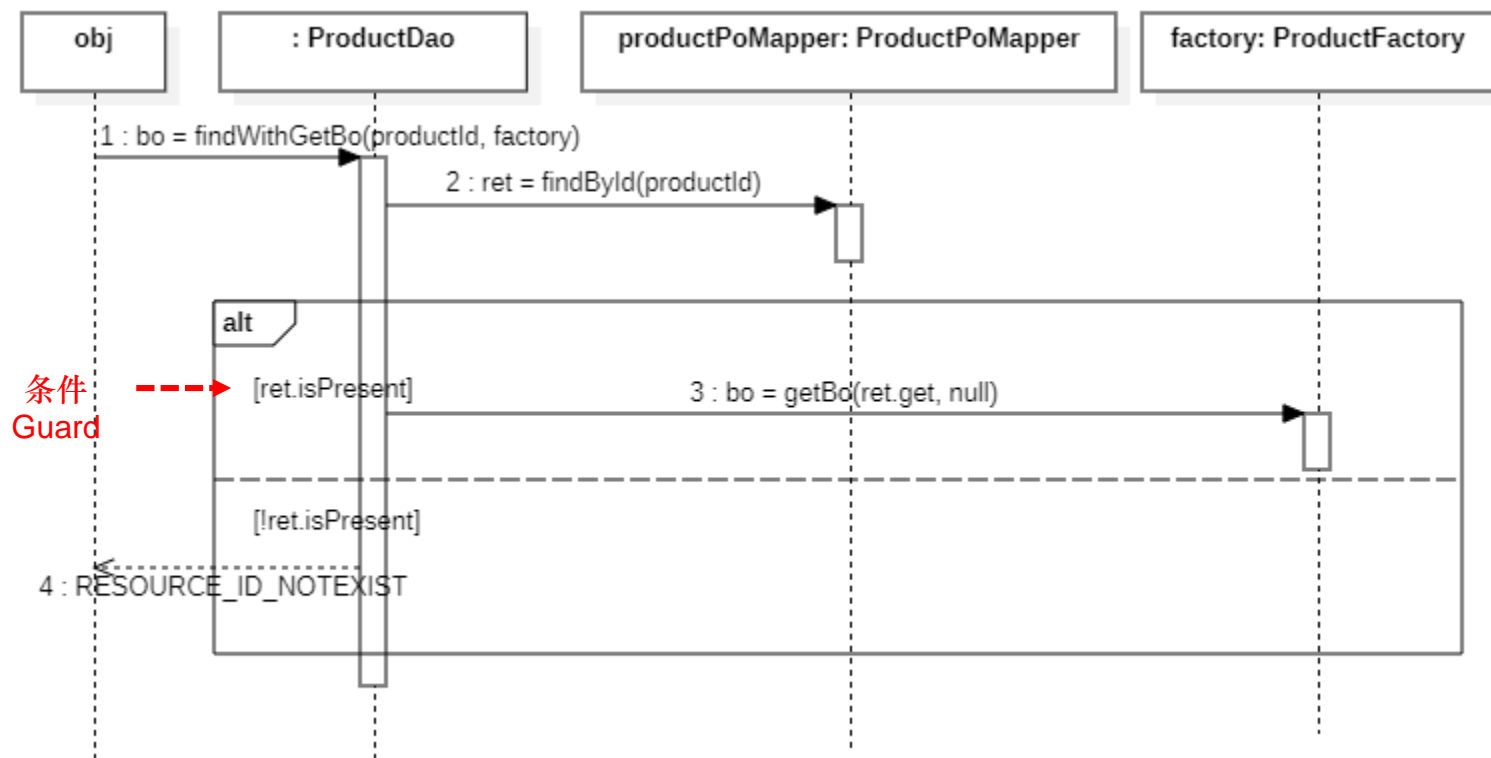 obj
: ProductDao
productPoMapper: ProductPoMapper
factory: ProductFactory
1 : bo = findWithGetBo(productId, factory)
2 : ret = findById(productId)
alt
条件
Guard
[ret.isPresent]
3 : bo = getBo(ret.get, null)
[!ret.isPresent]
4 : RESOURCE_ID_NOTEXIST